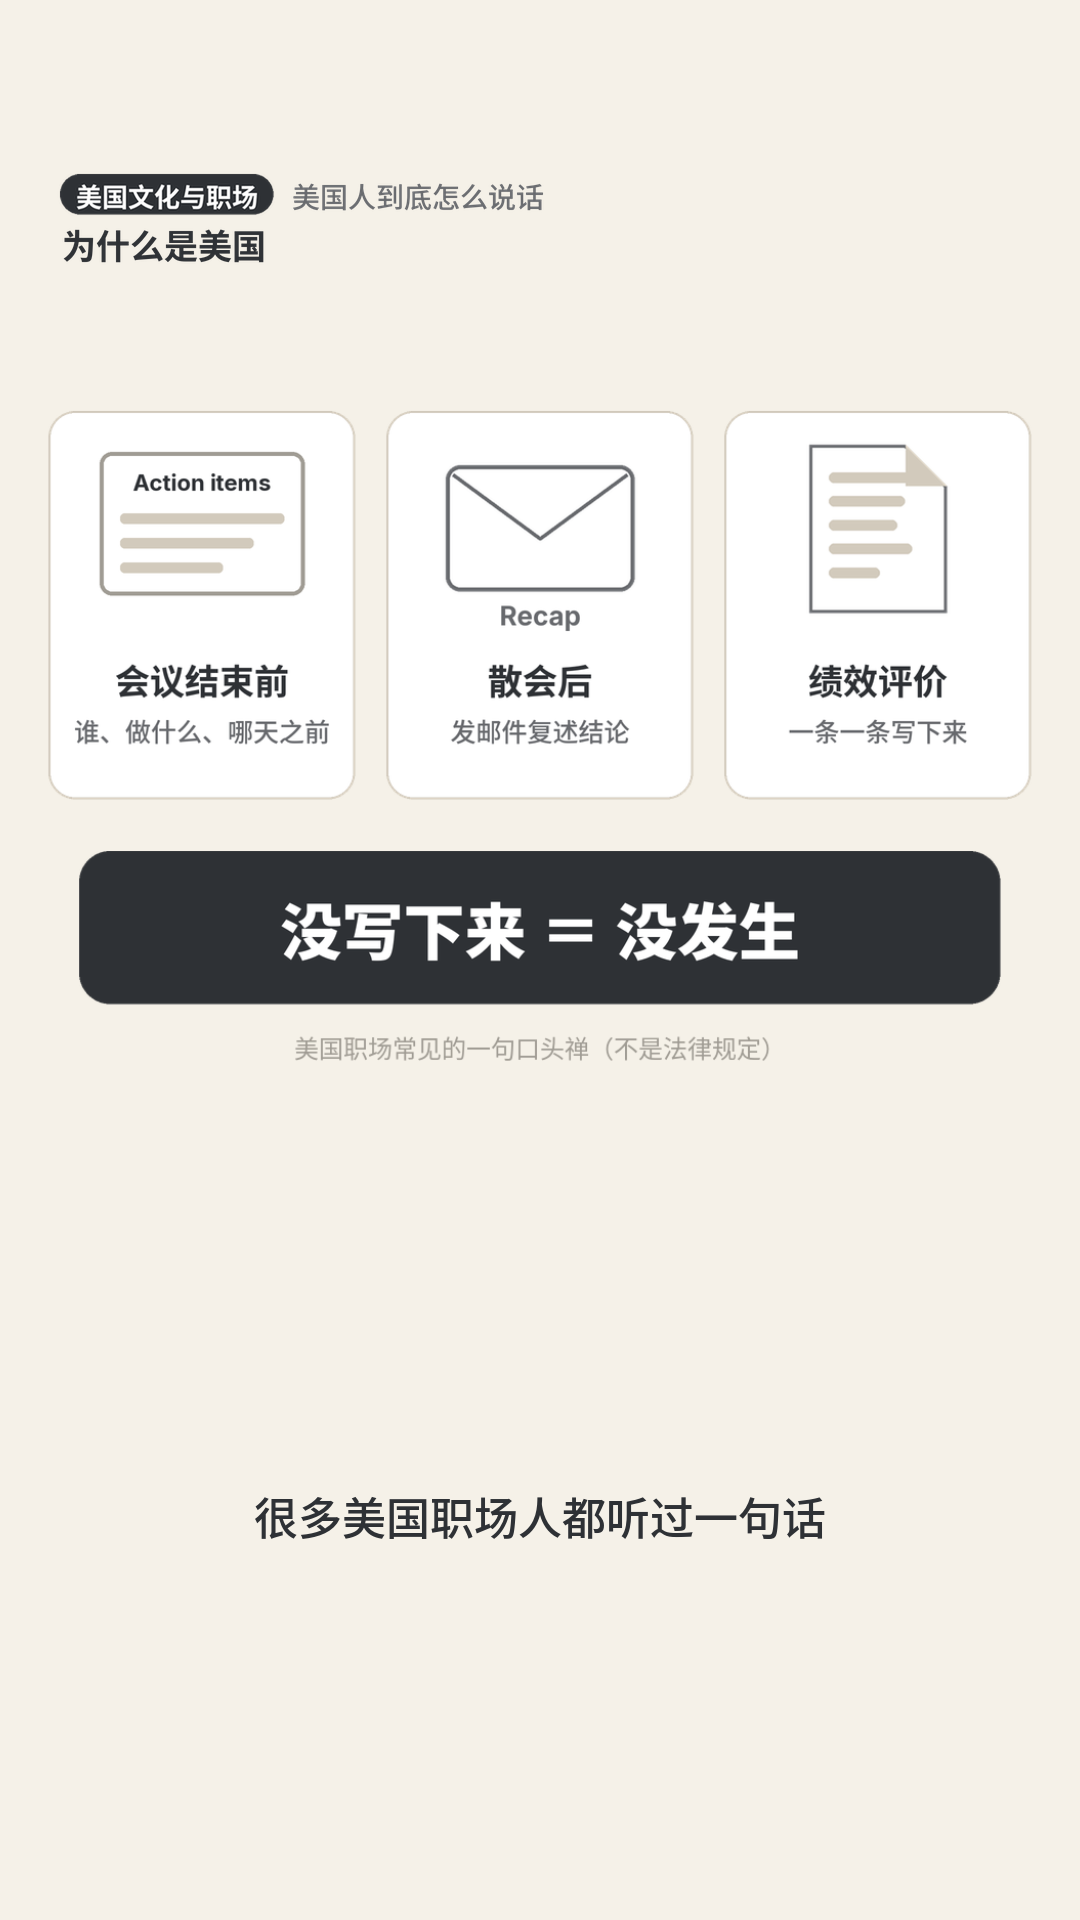 美国文化与职场 美国人到底怎么说话
为什么是美国
Action items
Recap
会议结束前
谁、做什么、哪天之前
散会后
发邮件复述结论
绩效评价
一条一条写下来
没写下来 = 没发生
美国职场常见的一句口头禅（不是法律规定）
很多美国职场人都听过一句话